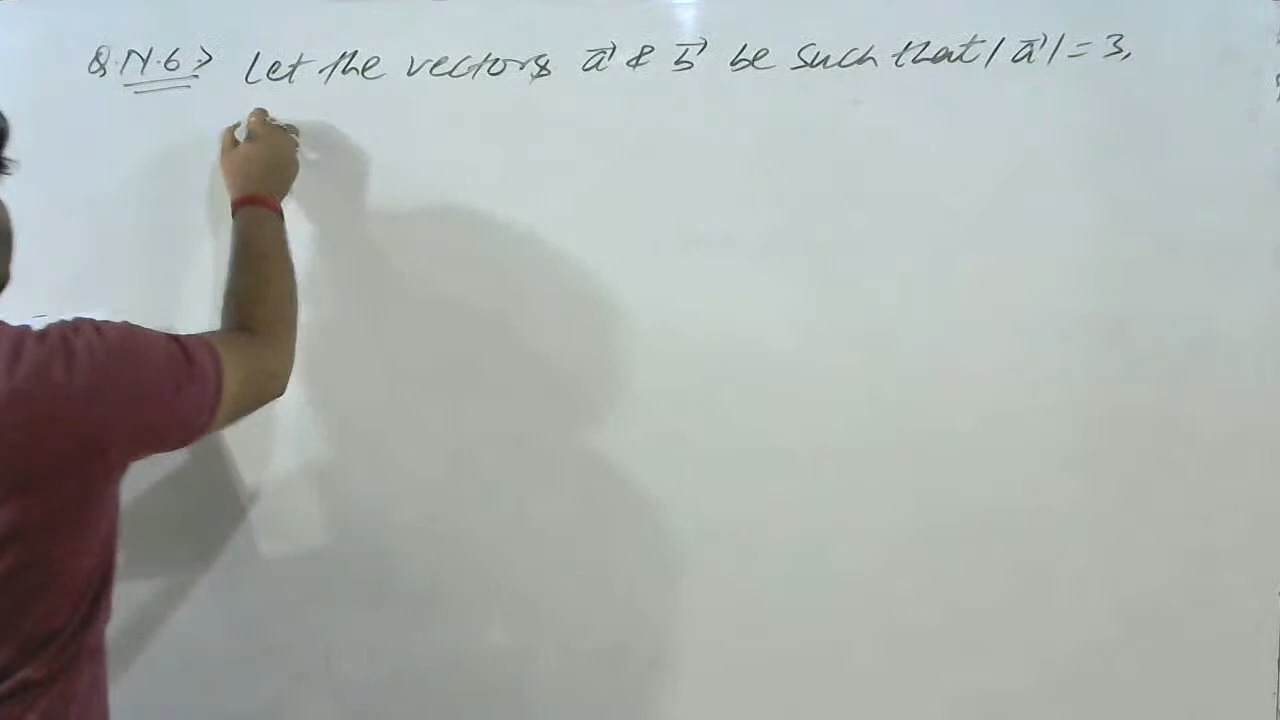 Q.N.6> Let the vectors a⃗ & b⃗ be such that |a⃗| = 3,